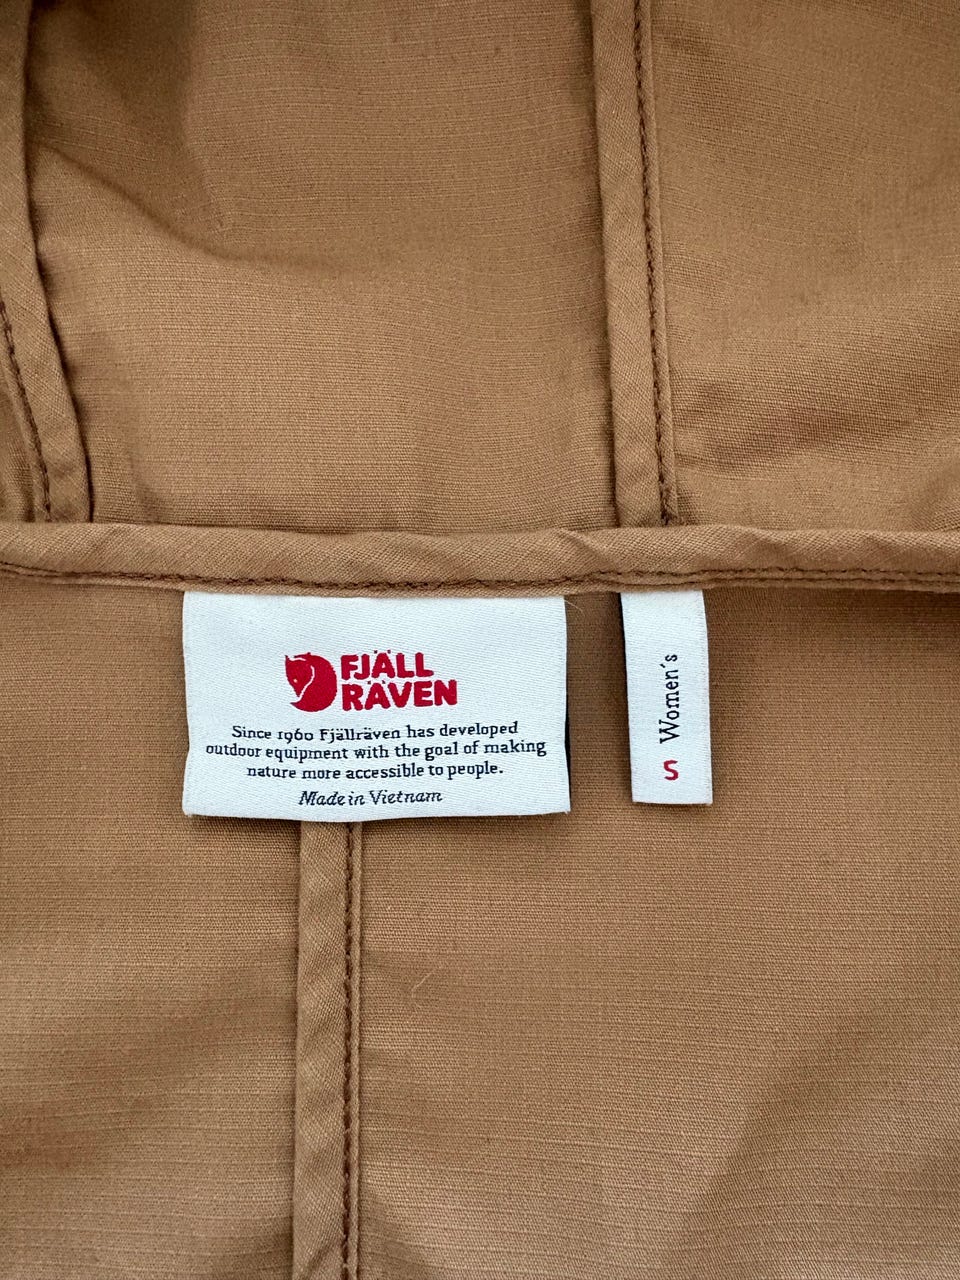 FJÄLL
RÄVEN
Since 1960 Fjällräven has developed
outdoor equipment with the goal of making
nature more accessible to people.
Made in Vietnam
Women´s
S